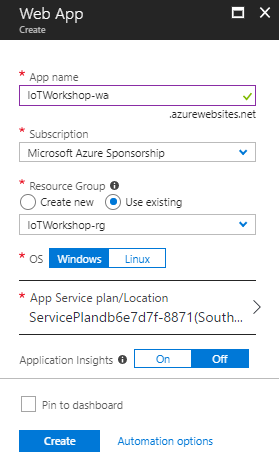 Web App
Create
* App name
IoTWorkshop-wa
.azurewebsites.net
* Subscription
Microsoft Azure Sponsorship
* Resource Group
Create new Use existing
IoTWorkshop-rg
* OS Windows Linux
* App Service plan/Location
ServicePlandb6e7d7f-8871(South...
Application Insights On Off
Pin to dashboard
Create Automation options